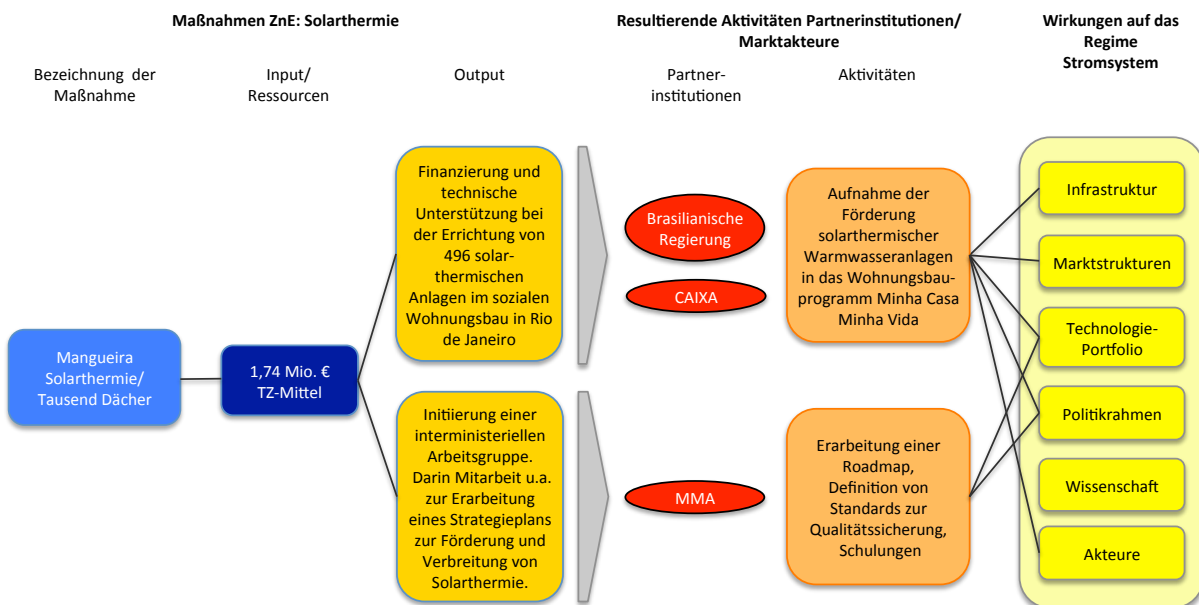 Maßnahmen ZnE: Solarthermie
Resultierende Aktivitäten Partnerinstitutionen/
Marktakteure
Wirkungen auf das
Regime
Stromsystem
Bezeichnung der
Maßnahme
Input/
Ressourcen
Output
Partner-
institutionen
Aktivitäten
Mangueira
Solarthermie/
Tausend Dächer
1,74 Mio. €
TZ-Mittel
Finanzierung und
technische
Unterstützung bei
der Errichtung von
496 solar-
thermischen
Anlagen im sozialen
Wohnungsbau in Rio
de Janeiro
Initiierung einer
interministeriellen
Arbeitsgruppe.
Darin Mitarbeit u.a.
zur Erarbeitung
eines Strategieplans
zur Förderung und
Verbreitung von
Solarthermie.
Brasilianische
Regierung
CAIXA
MMA
Aufnahme der
Förderung
solarthermischer
Warmwasseranlagen
in das Wohnungsbau-
programm Minha Casa
Minha Vida
Erarbeitung einer
Roadmap,
Definition von
Standards zur
Qualitätssicherung,
Schulungen
Infrastruktur
Marktstrukturen
Technologie-
Portfolio
Politikrahmen
Wissenschaft
Akteure